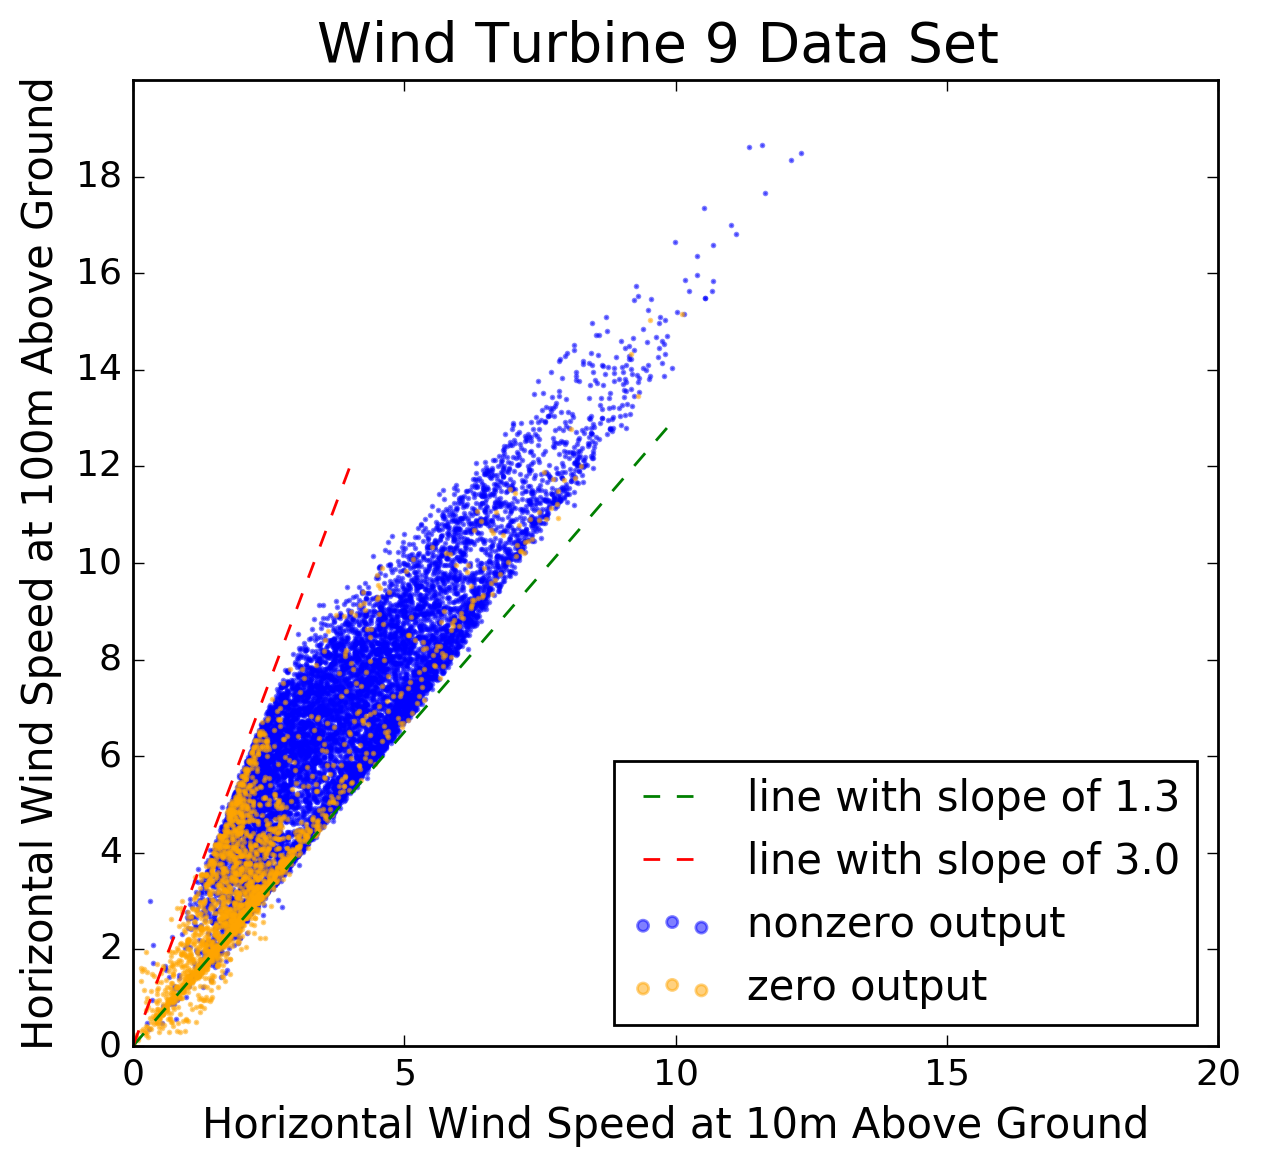 Wind Turbine 9 Data Set
Horizontal Wind Speed at 100m Above Ground
18
16
14
12
10
8
6
4
2
0
line with slope of 1.3
line with slope of 3.0
nonzero output
zero output
0 5 10 15 20
Horizontal Wind Speed at 10m Above Ground